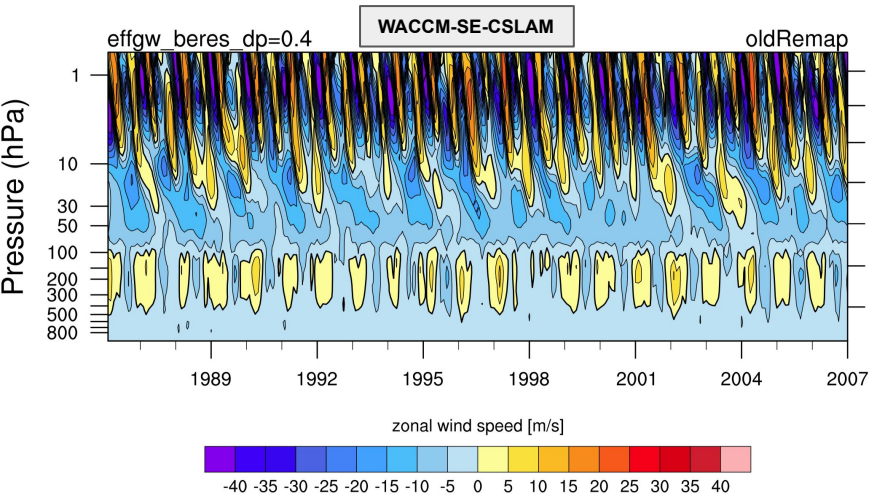 WACCM-SE-CSLAM
effgw_beres_dp=0.4 oldRemap
Pressure (hPa)
1
10
30
50
100
200
300
500
800
1989 1992 1995 1998 2001 2004 2007
zonal wind speed [m/s]
-40 -35 -30 -25 -20 -15 -10 -5 0 5 10 15 20 25 30 35 40